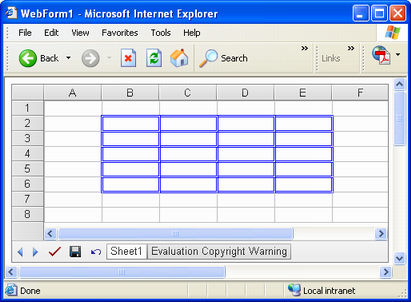 WebForm1 - Microsoft Internet Explorer
File Edit View Favorites Tools Help
Back Search Links
A B C D E F
1
2
3
4
5
6
7
8
Sheet1 Evaluation Copyright Warning
Done Local intranet